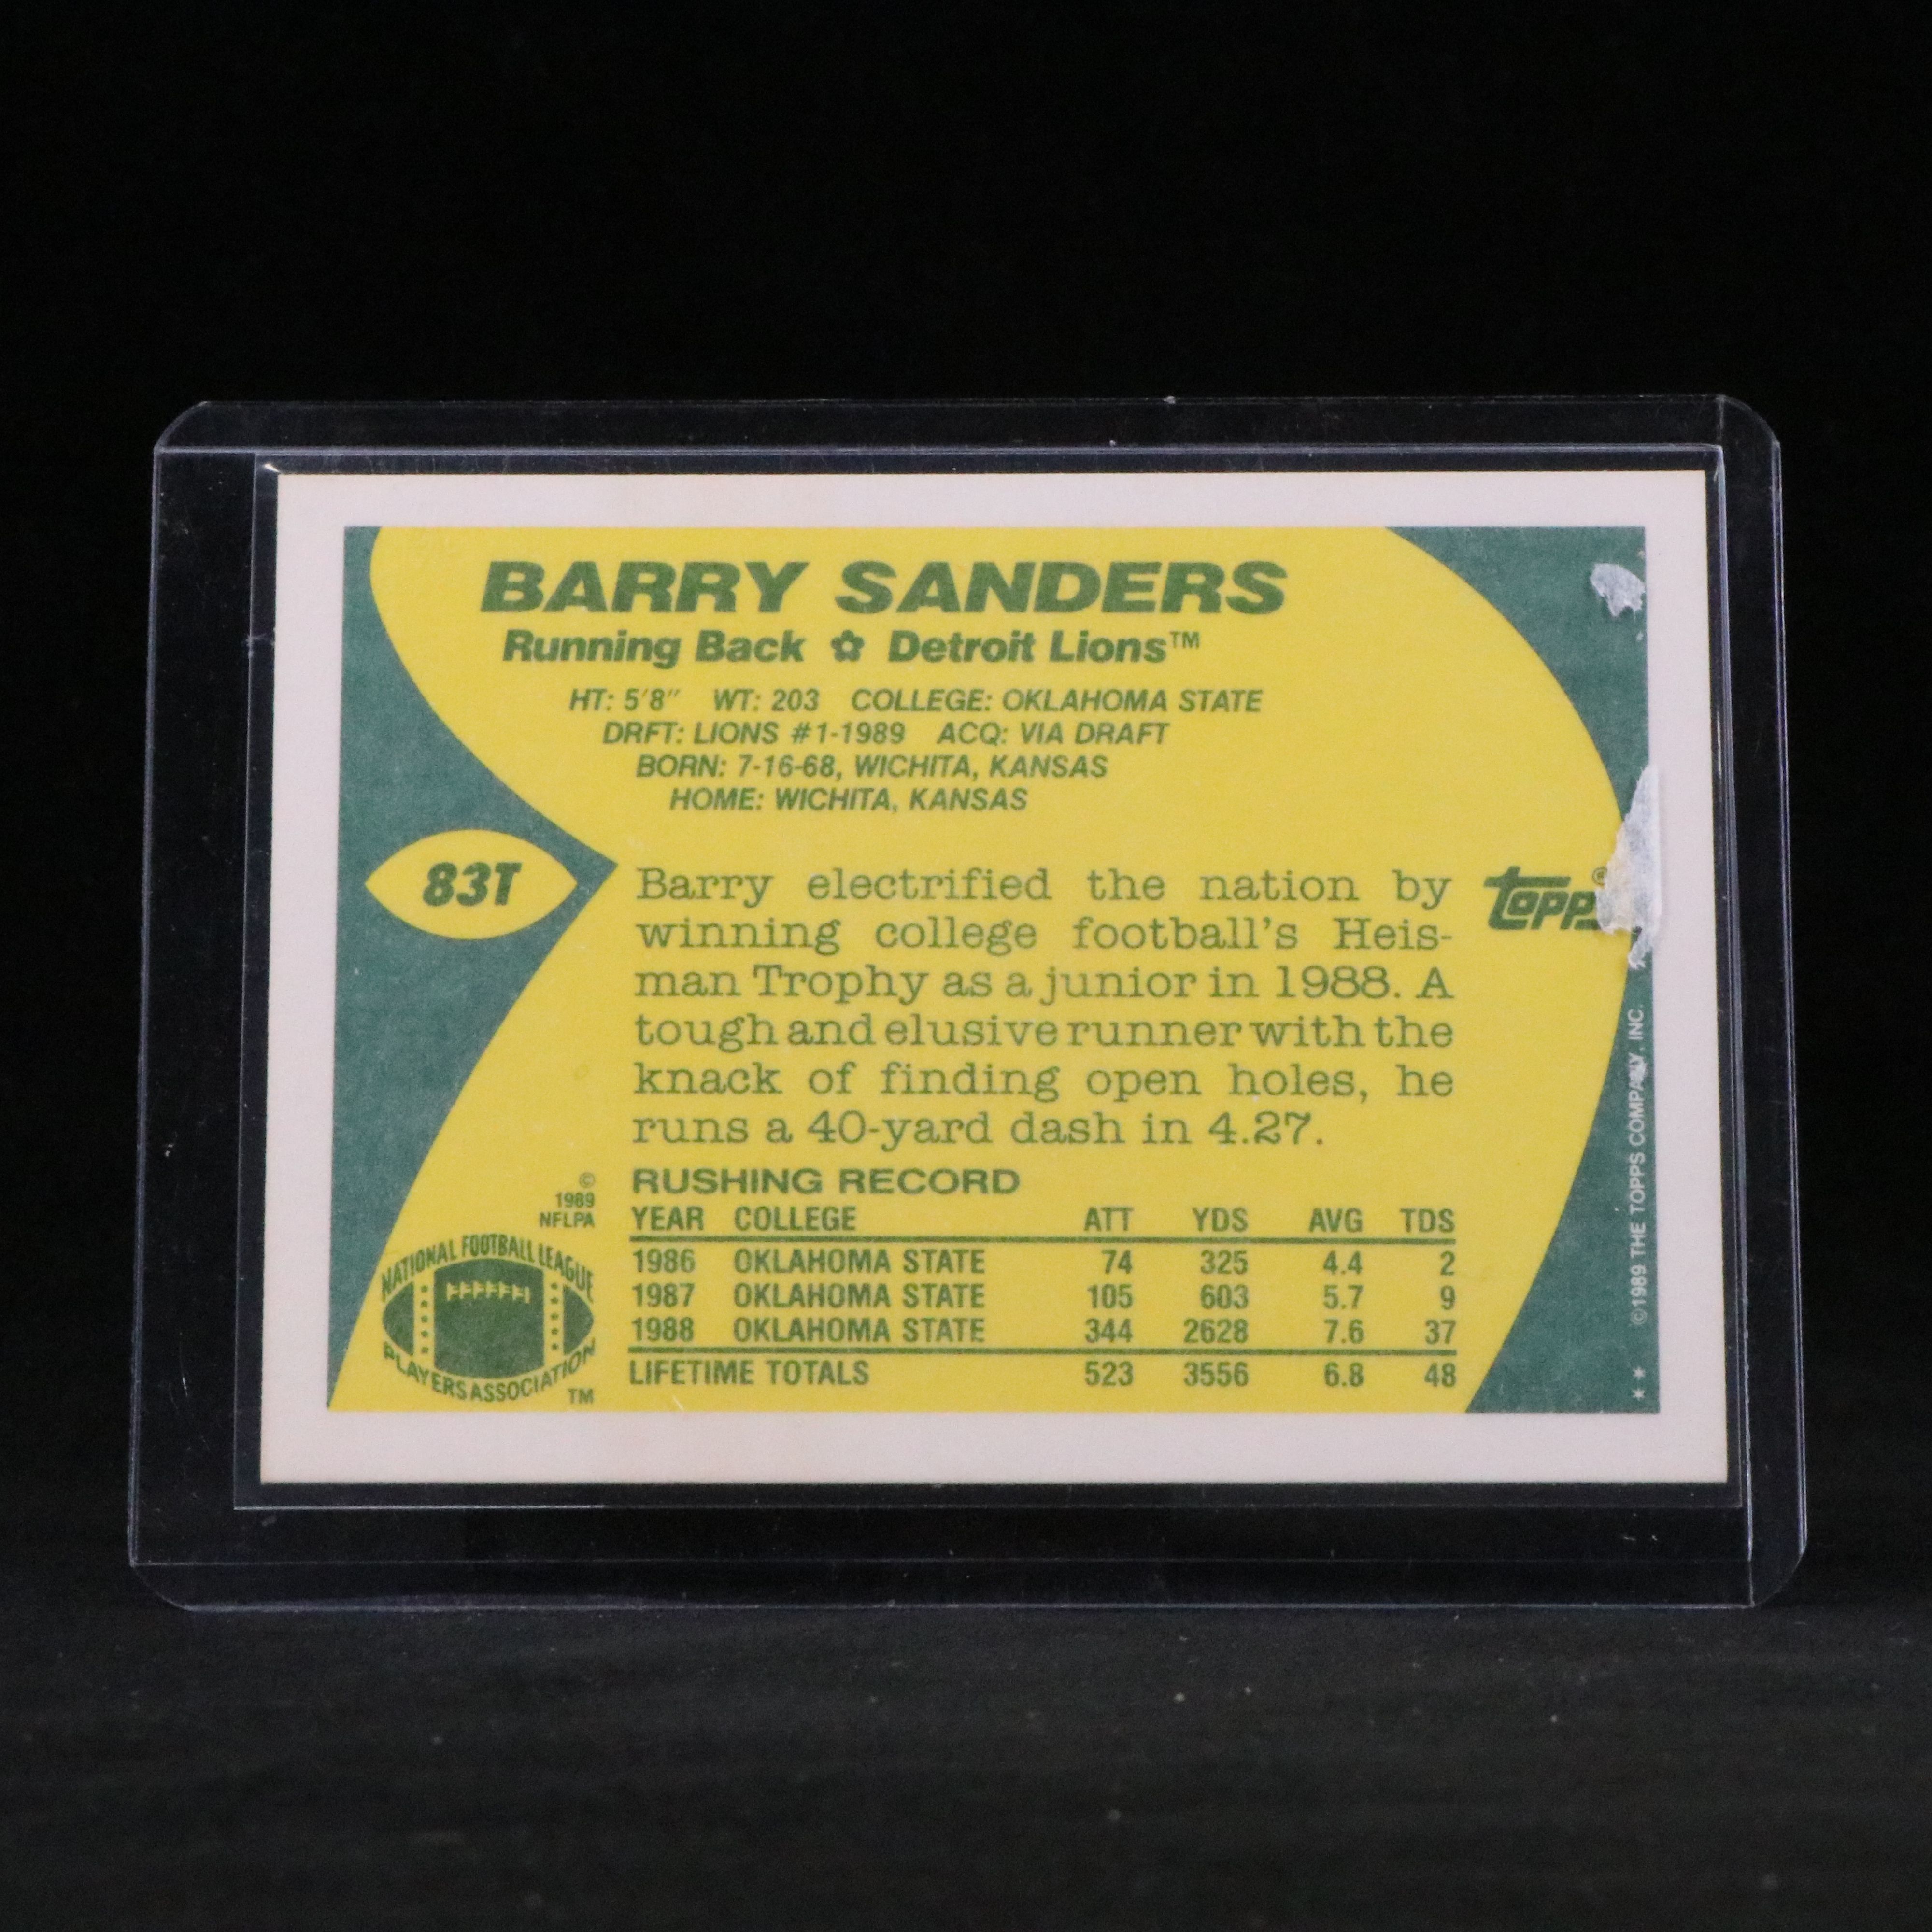 BARRY SANDERS
Running Back ✿ Detroit Lions™
HT: 5'8" WT: 203 COLLEGE: OKLAHOMA STATE
DRFT: LIONS #1-1989 ACQ: VIA DRAFT
BORN: 7-16-68, WICHITA, KANSAS
HOME: WICHITA, KANSAS
83T
Barry electrified the nation by
winning college football's Heis-
man Trophy as a junior in 1988. A
tough and elusive runner with the
knack of finding open holes, he
runs a 40-yard dash in 4.27.
topps®
RUSHING RECORD
YEAR COLLEGE ATT YDS AVG TDS
1986 OKLAHOMA STATE 74 325 4.4 2
1987 OKLAHOMA STATE 105 603 5.7 9
1988 OKLAHOMA STATE 344 2628 7.6 37
LIFETIME TOTALS 523 3556 6.8 48
©
1989
NFLPA
NATIONAL FOOTBALL LEAGUE
PLAYERS ASSOCIATION
TM
©1989 THE TOPPS COMPANY, INC.
**